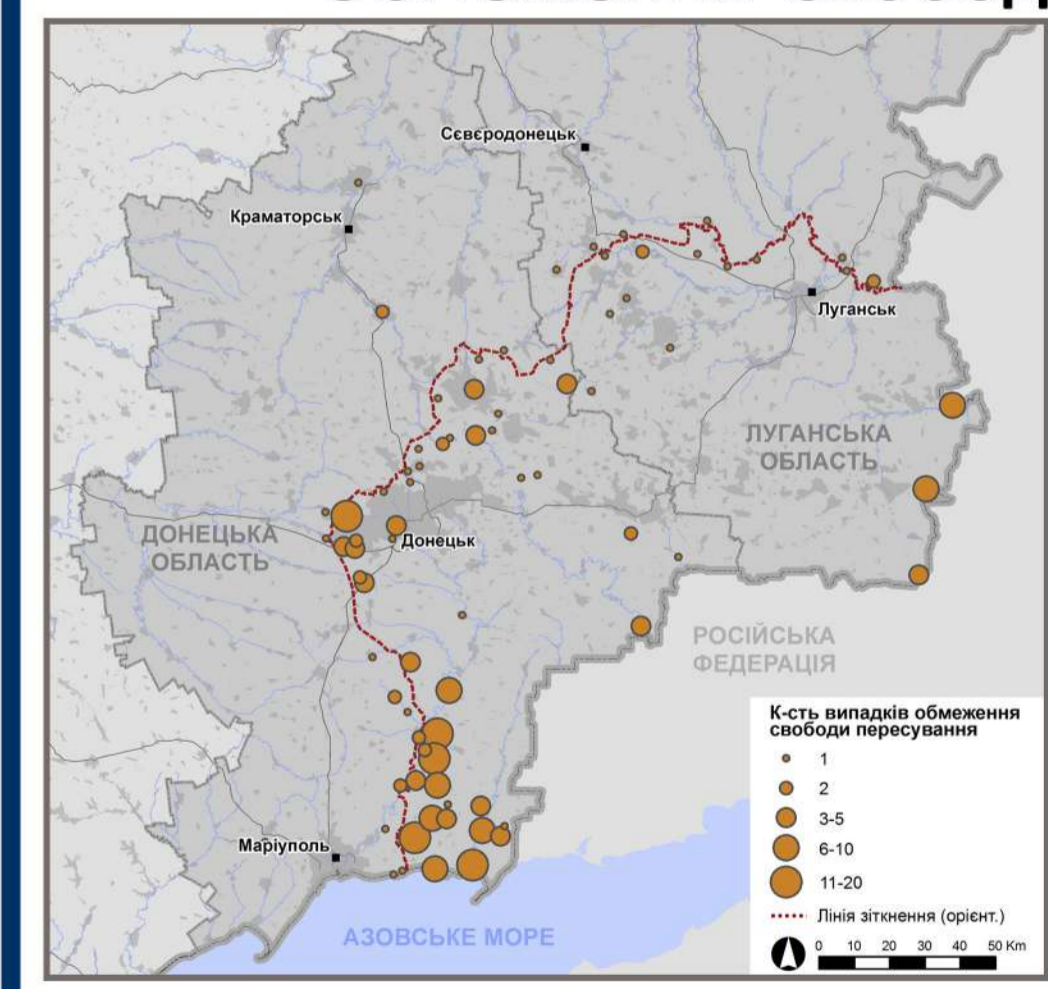 Сєвєродонецьк
Краматорськ
Луганськ
ЛУГАНСЬКА
ОБЛАСТЬ
ДОНЕЦЬКА
ОБЛАСТЬ
Донецьк
РОСІЙСЬКА
ФЕДЕРАЦІЯ
К-сть випадків обмеження
свободи пересування
1
2
3-5
6-10
11-20
Лінія зіткнення (орієнт.)
0 10 20 30 40 50 Km
Маріуполь
АЗОВСЬКЕ МОРЕ